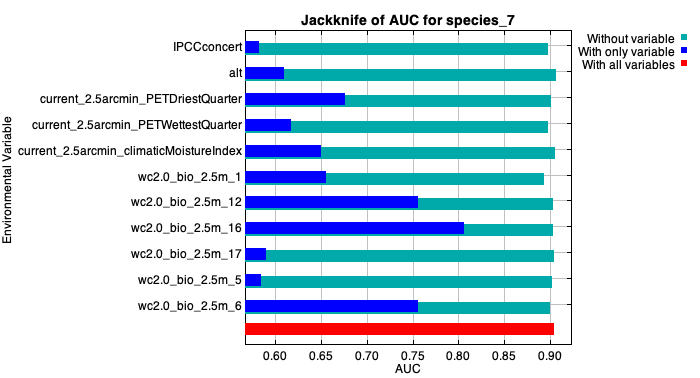 Jackknife of AUC for species_7
Without variable
With only variable
With all variables
Environmental Variable
IPCCconcert
alt
current_2.5arcmin_PETDriestQuarter
current_2.5arcmin_PETWettestQuarter
current_2.5arcmin_climaticMoistureIndex
wc2.0_bio_2.5m_1
wc2.0_bio_2.5m_12
wc2.0_bio_2.5m_16
wc2.0_bio_2.5m_17
wc2.0_bio_2.5m_5
wc2.0_bio_2.5m_6
0.60 0.65 0.70 0.75 0.80 0.85 0.90
AUC